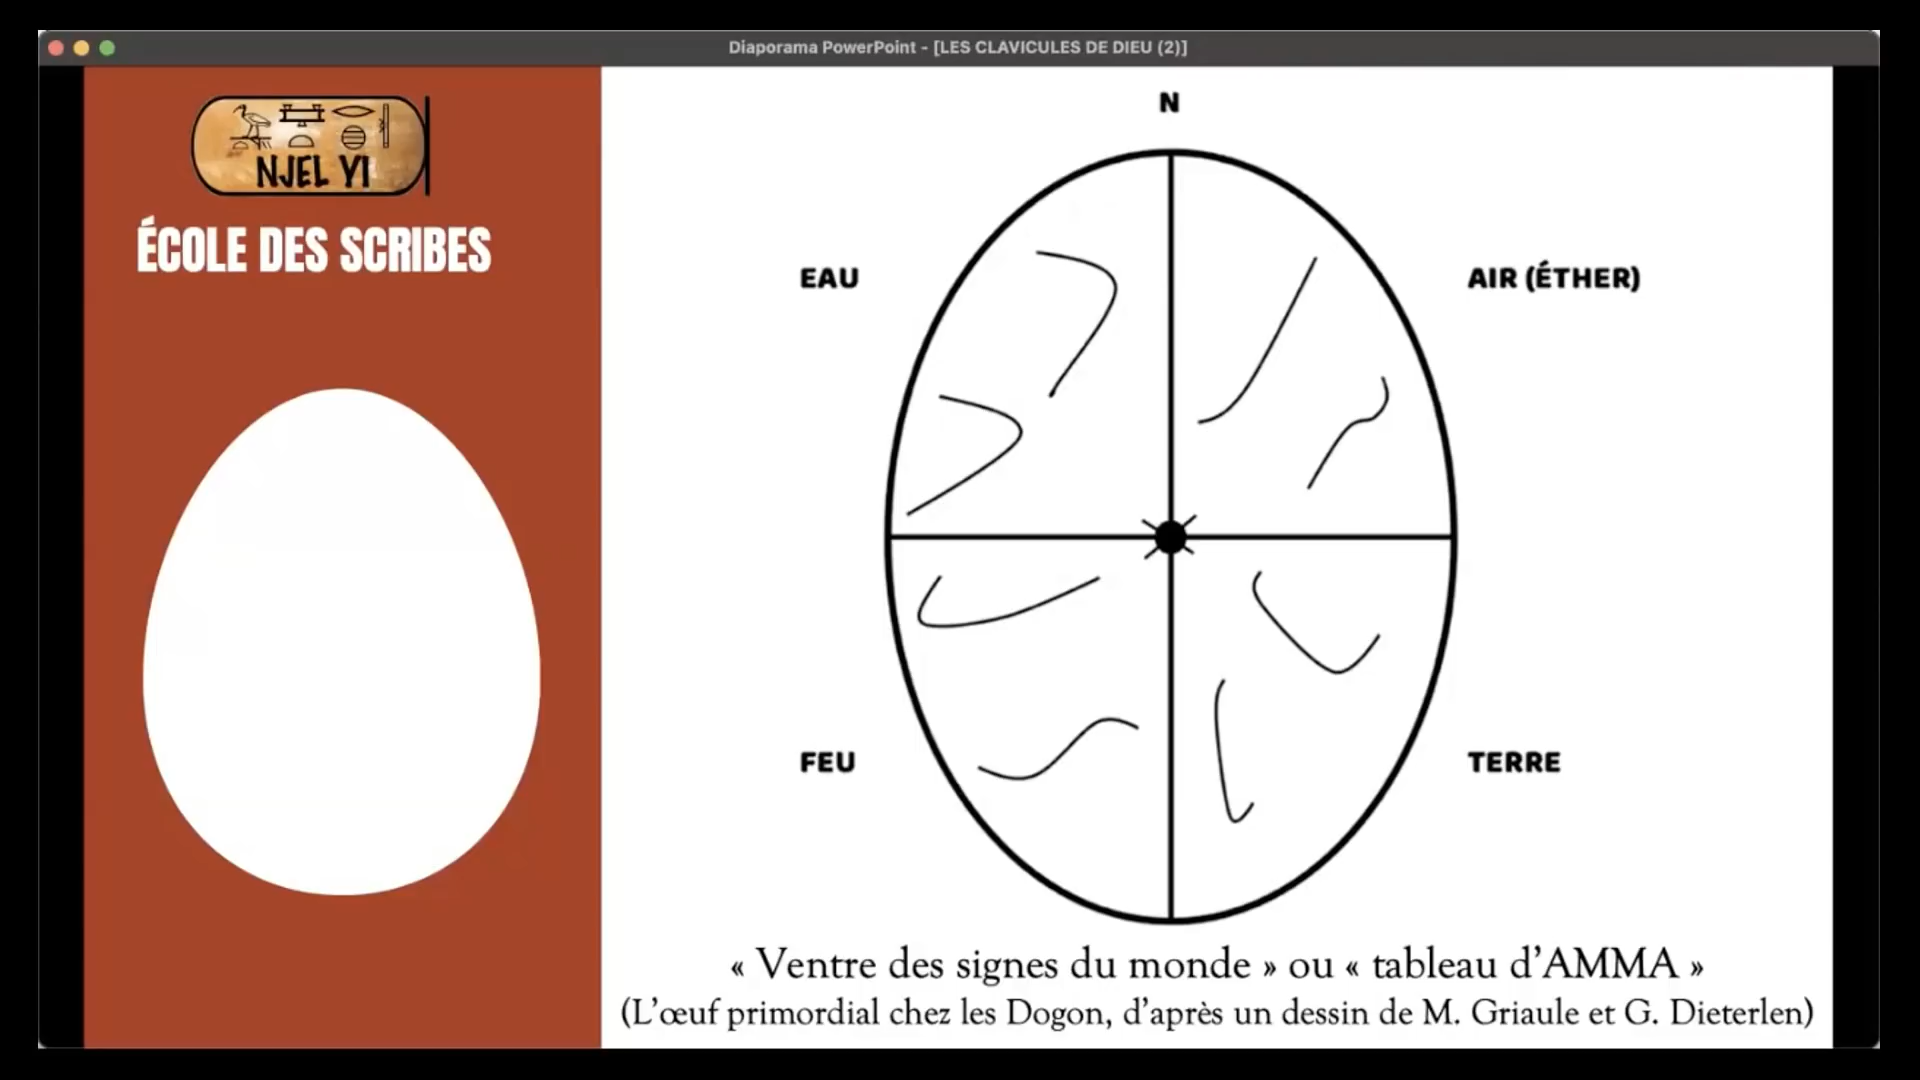 Diaporama PowerPoint - [LES CLAVICULES DE DIEU (2)]
NJEL YI
ÉCOLE DES SCRIBES
N
EAU
AIR (ÉTHER)
FEU
TERRE
« Ventre des signes du monde » ou « tableau d’AMMA »
(L’œuf primordial chez les Dogon, d’après un dessin de M. Griaule et G. Dieterlen)